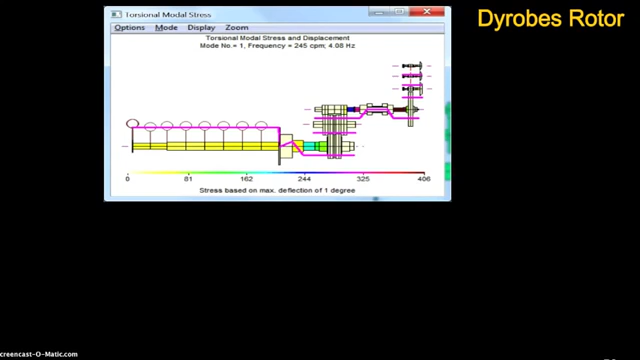 Dyrobes Rotor
Torsional Modal Stress
Options Mode Display Zoom
Torsional Modal Stress and Displacement
Mode No.= 1, Frequency = 245 cpm; 4.08 Hz
0 81 162 244 325 406
Stress based on max. deflection of 1 degree
creencast-O-Matic.com